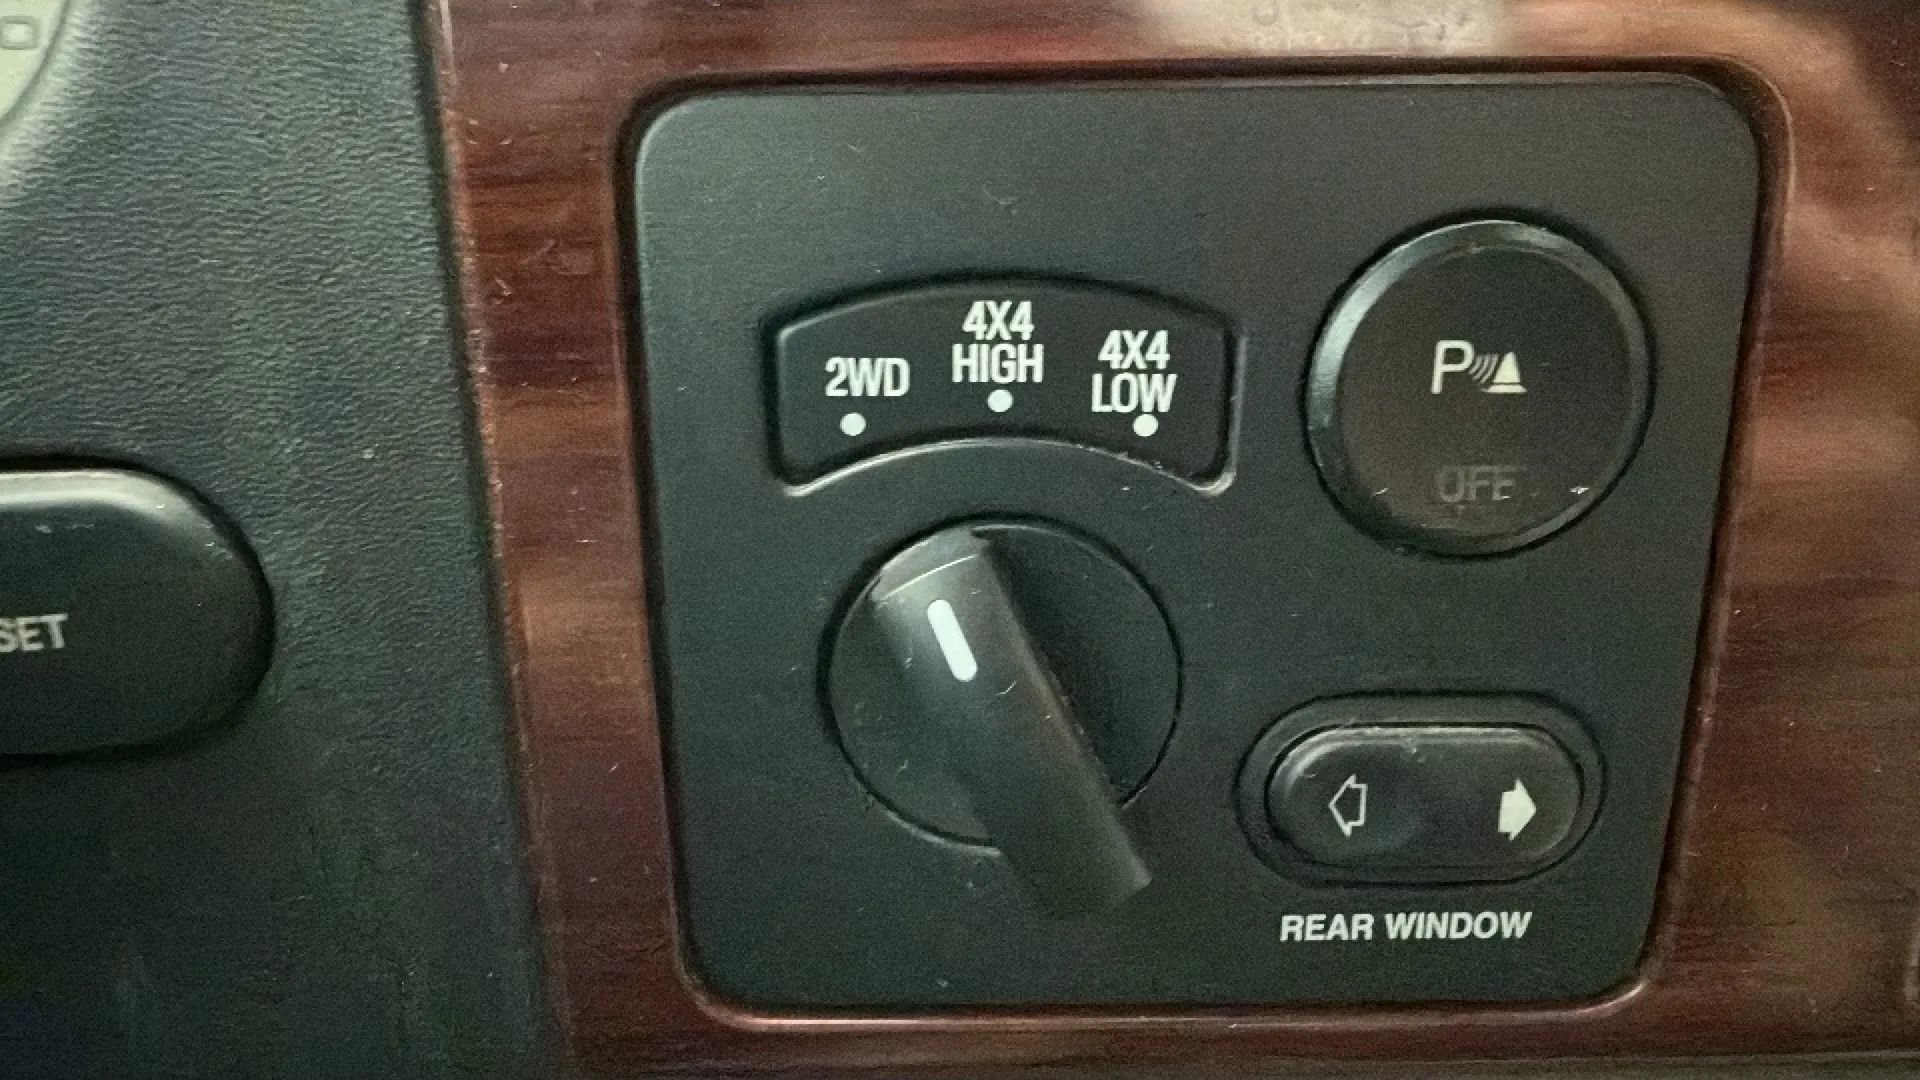 4X4
HIGH
2WD
4X4
LOW
P
OFF
SET
REAR WINDOW